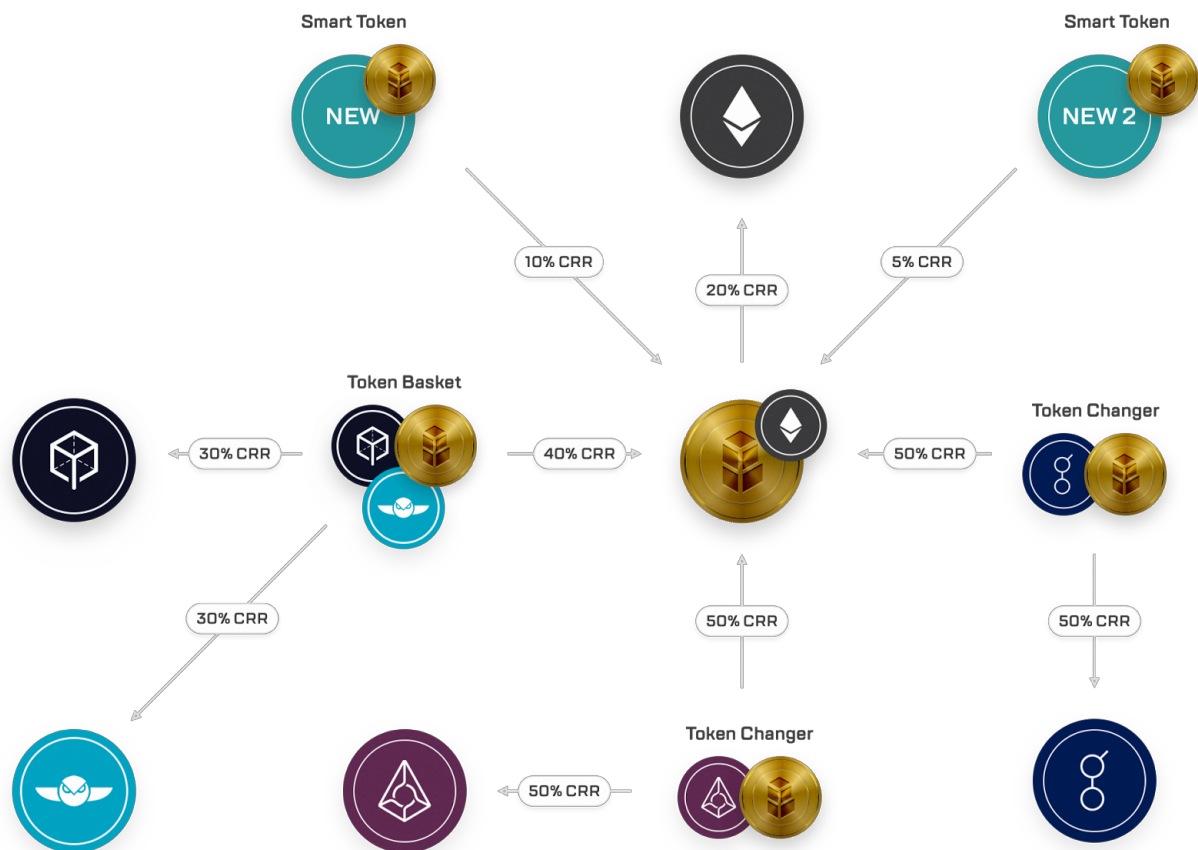 Smart Token
Smart Token
NEW
NEW 2
10% CRR
20% CRR
5% CRR
Token Basket
Token Changer
30% CRR
40% CRR
50% CRR
30% CRR
50% CRR
50% CRR
Token Changer
50% CRR